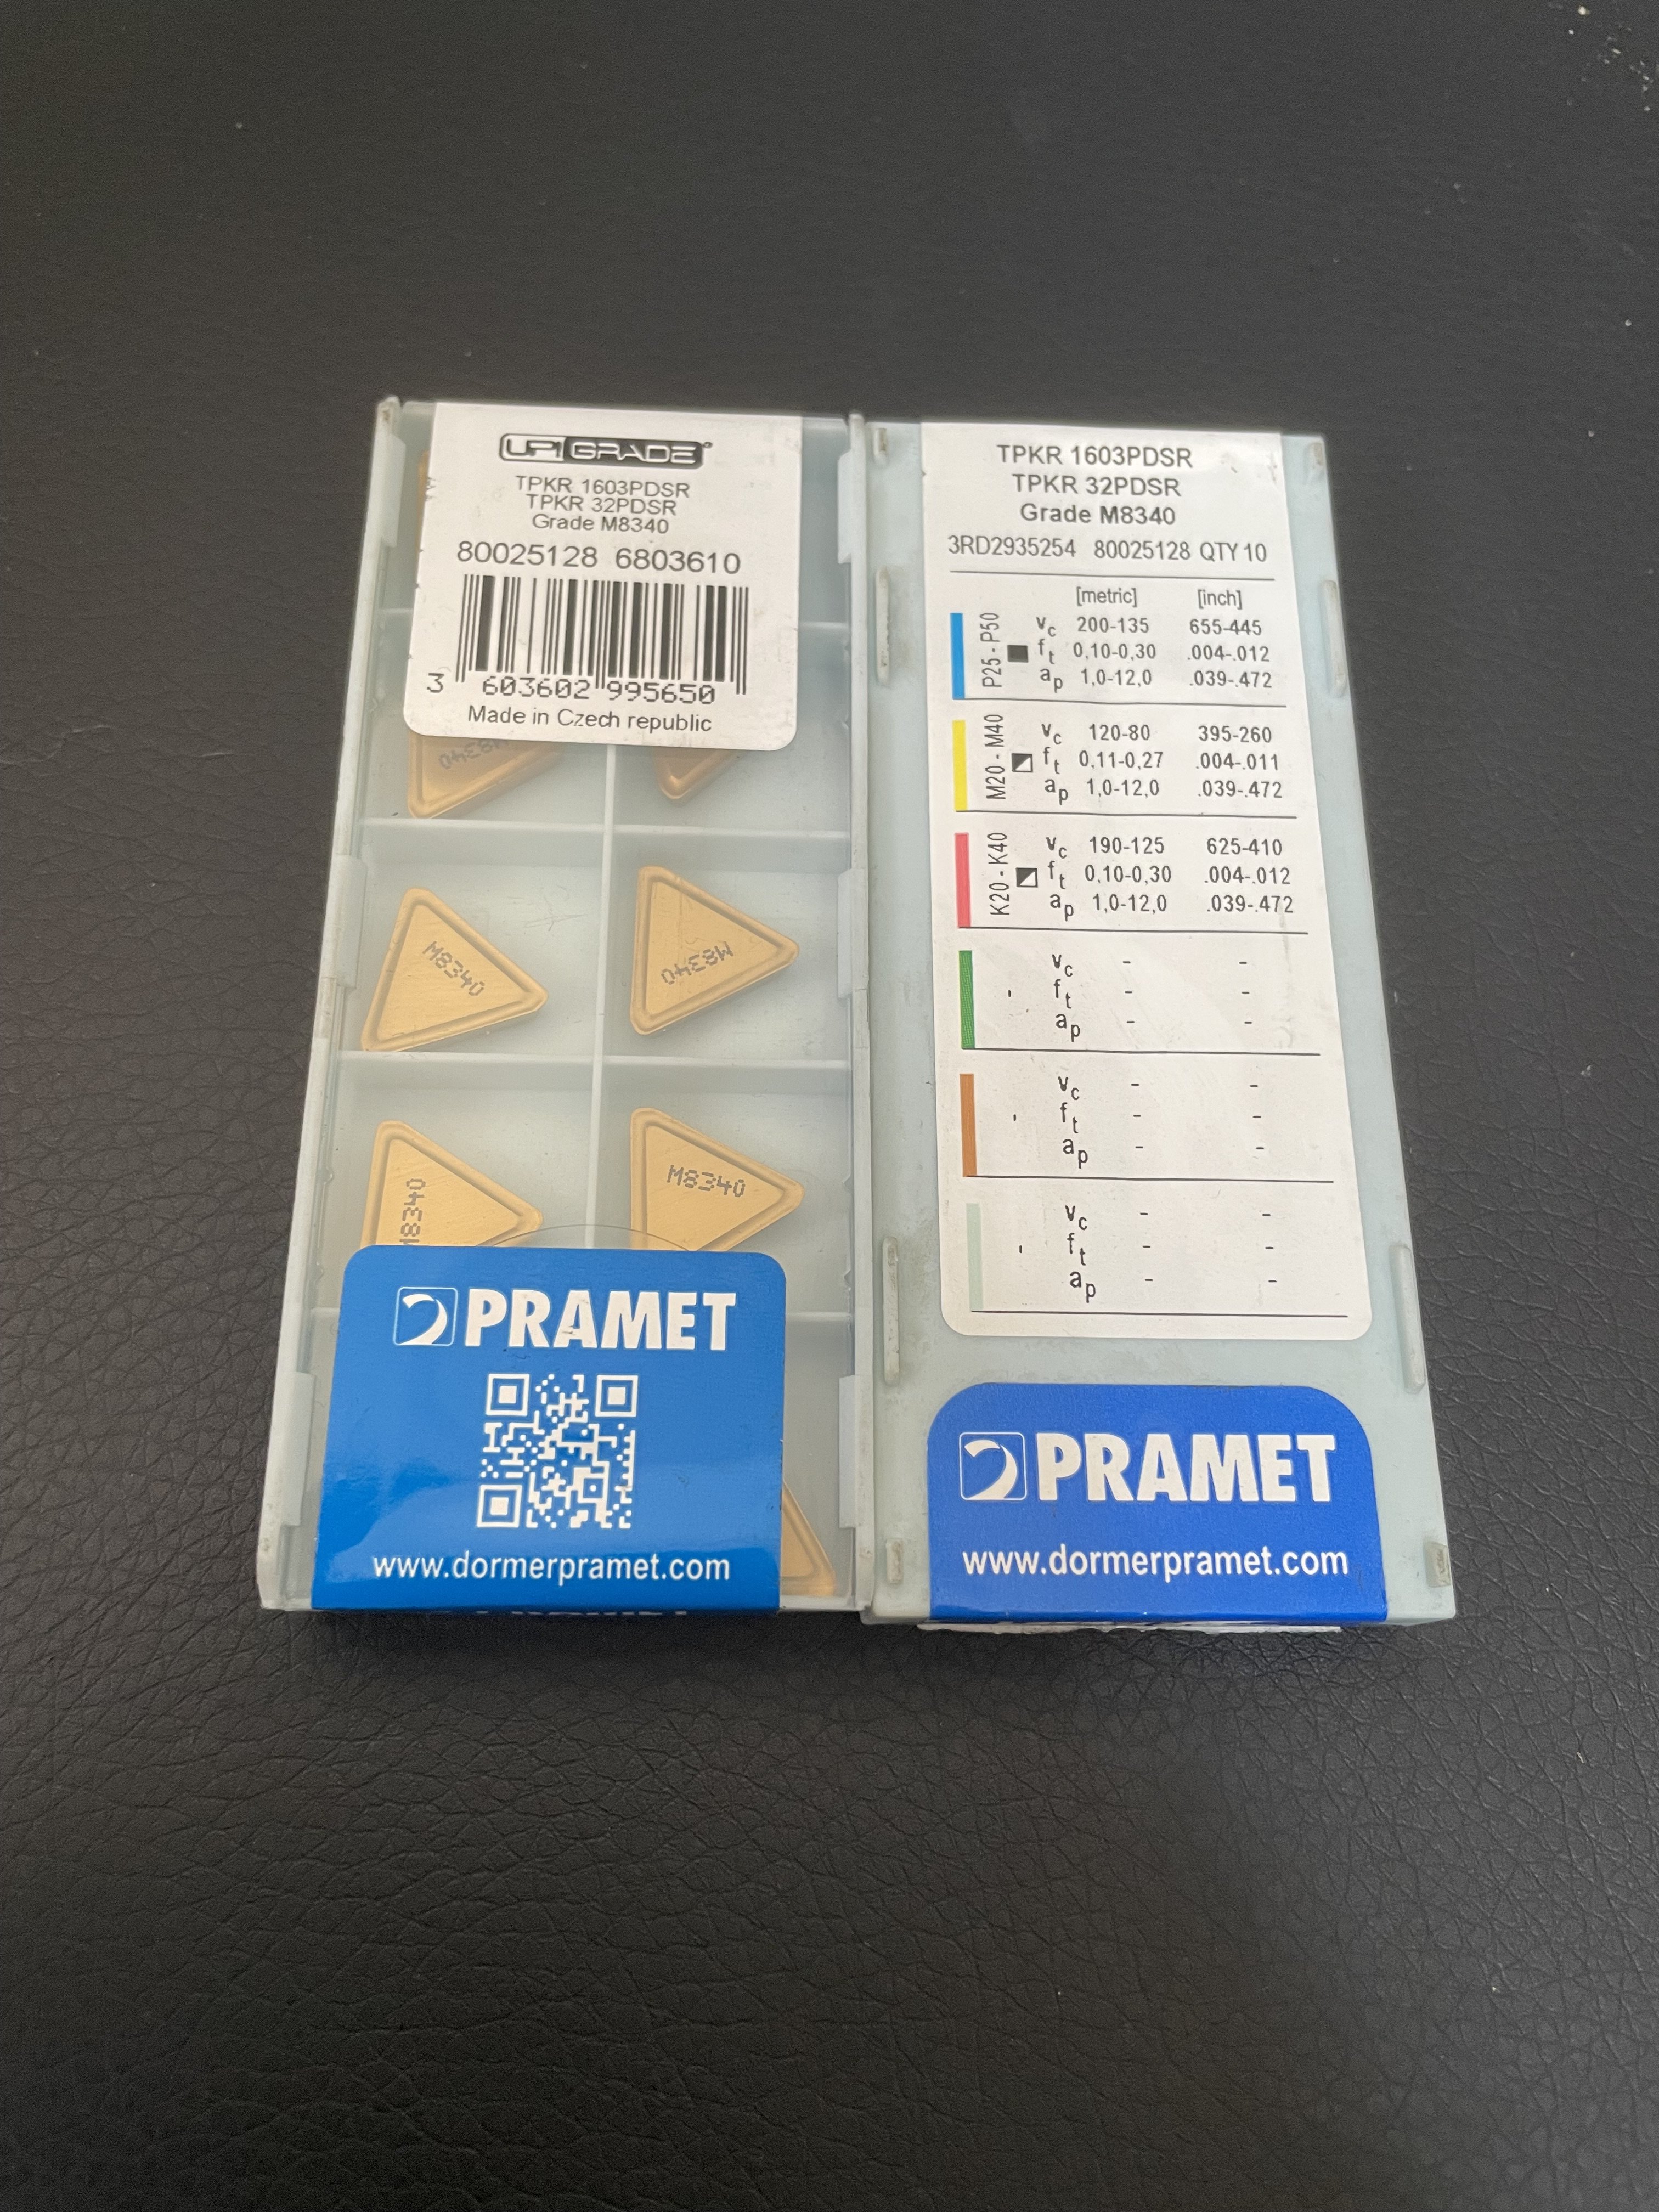 UP!GRADE®
TPKR 1603PDSR
TPKR 32PDSR
Grade M8340
80025128 6803610
3 603602 995650
Made in Czech republic
M8340
M8340
M8340
M8340
M8340
PRAMET
www.dormerpramet.com
TPKR 1603PDSR
TPKR 32PDSR
Grade M8340
3RD2935254 80025128 QTY 10
[metric] [inch]
P25 - P50
vc 200-135 655-445
ft 0,10-0,30 .004-.012
ap 1,0-12,0 .039-.472
M20 - M40
vc 120-80 395-260
ft 0,11-0,27 .004-.011
ap 1,0-12,0 .039-.472
K20 - K40
vc 190-125 625-410
ft 0,10-0,30 .004-.012
ap 1,0-12,0 .039-.472
vc - -
ft - -
ap - -
vc - -
ft - -
ap - -
vc - -
ft - -
ap - -
PRAMET
www.dormerpramet.com